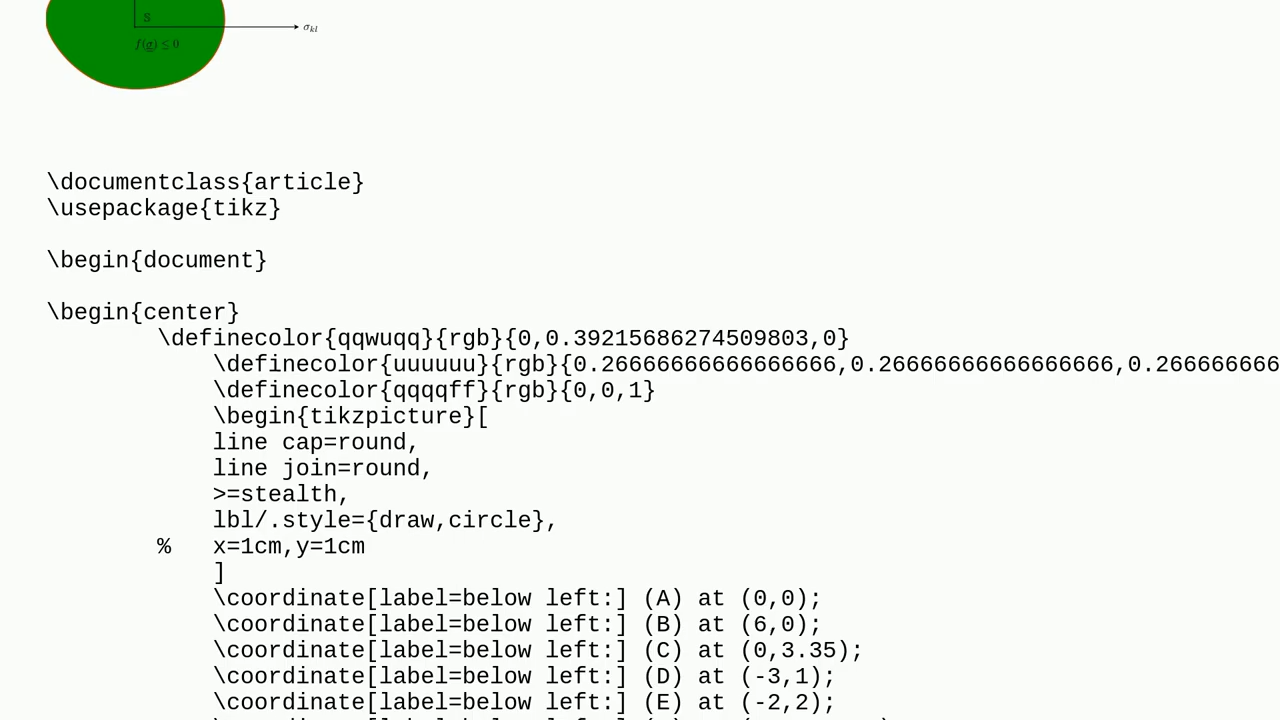 S
σkl
f(g) ≤ 0
\documentclass{article}
\usepackage{tikz}
\begin{document}
\begin{center}
\definecolor{qqwuqq}{rgb}{0,0.39215686274509803,0}
\definecolor{uuuuuu}{rgb}{0.26666666666666666,0.26666666666666666,0.266666666
\definecolor{qqqqff}{rgb}{0,0,1}
\begin{tikzpicture}[
line cap=round,
line join=round,
>=stealth,
lbl/.style={draw,circle},
% x=1cm,y=1cm
]
\coordinate[label=below left:] (A) at (0,0);
\coordinate[label=below left:] (B) at (6,0);
\coordinate[label=below left:] (C) at (0,3.35);
\coordinate[label=below left:] (D) at (-3,1);
\coordinate[label=below left:] (E) at (-2,2);